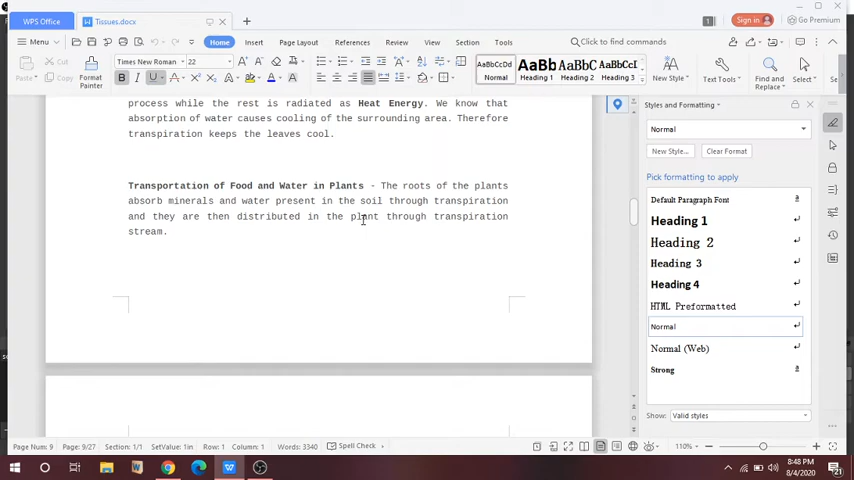 WPS Office
Tissues.docx
1
Sign in
Go Premium
Menu
Home
Insert
Page Layout
References
Review
View
Section
Tools
Click to find commands
Paste
Copy
Format
Painter
Times New Roman
22
AaBbCcDd
Normal
AaBb
Heading 1
AaBbC
Heading 2
AaBbCcI
Heading 3
New Style...
Text Tools
Find and
Replace
Select
process while the rest is radiated as Heat Energy. We know that
absorption of water causes cooling of the surrounding area. Therefore
transpiration keeps the leaves cool.
Transportation of Food and Water in Plants - The roots of the plants
absorb minerals and water present in the soil through transpiration
and they are then distributed in the plant through transpiration
stream.
Styles and Formatting
Normal
New Style...
Clear Format
Pick formatting to apply
Default Paragraph Font
Heading 1
Heading 2
Heading 3
Heading 4
HTML Preformatted
Normal
Normal (Web)
Strong
Show:
Valid styles
Page Num: 9
Page: 9/27
Section: 1/1
SetValue: 1in
Row: 1
Column: 1
Words: 3340
Spell Check
110%
8:48 PM
8/4/2020
21